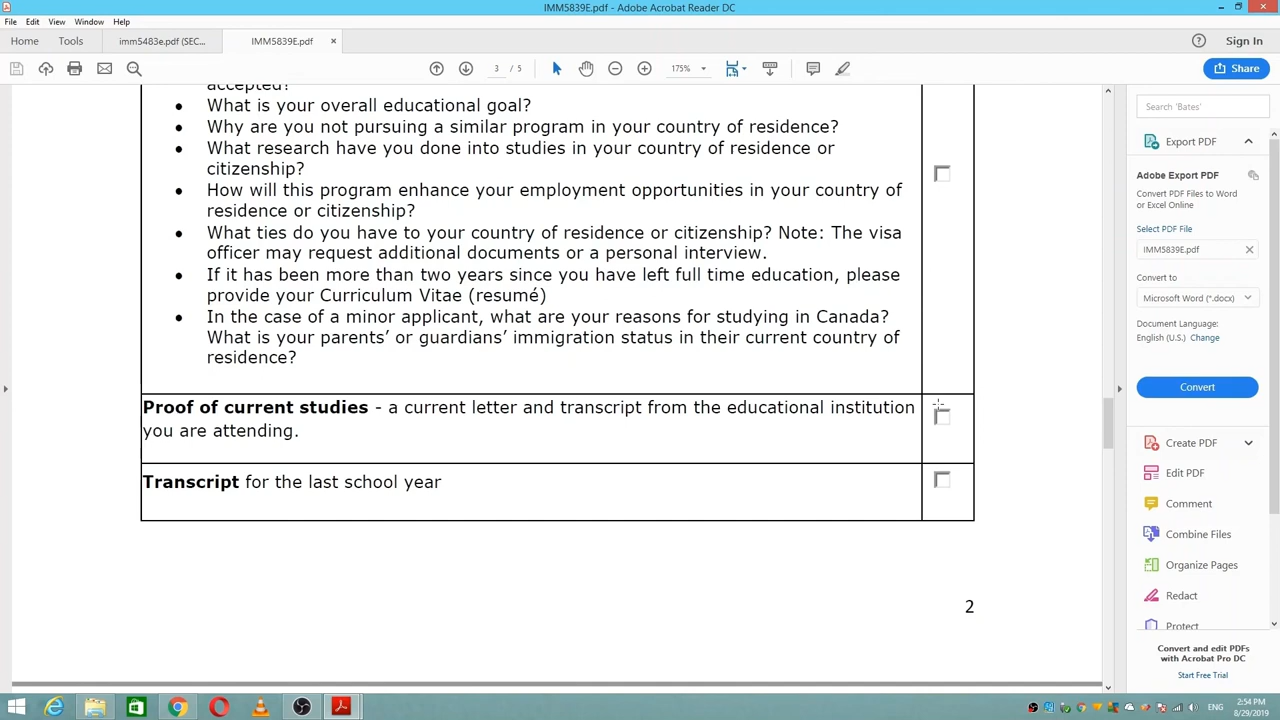 IMM5839E.pdf - Adobe Acrobat Reader DC
File Edit View Window Help
Home Tools imm5483e.pdf (SEC... IMM5839E.pdf × Sign In
3 / 5 175% Share
accepted?
• What is your overall educational goal?
• Why are you not pursuing a similar program in your country of residence?
• What research have you done into studies in your country of residence or
citizenship?
• How will this program enhance your employment opportunities in your country of
residence or citizenship?
• What ties do you have to your country of residence or citizenship? Note: The visa
officer may request additional documents or a personal interview.
• If it has been more than two years since you have left full time education, please
provide your Curriculum Vitae (resumé)
• In the case of a minor applicant, what are your reasons for studying in Canada?
What is your parents’ or guardians’ immigration status in their current country of
residence?
Proof of current studies - a current letter and transcript from the educational institution
you are attending.
Transcript for the last school year
2
Search 'Bates'
Export PDF
Adobe Export PDF
Convert PDF Files to Word
or Excel Online
Select PDF File
IMM5839E.pdf
Convert to
Microsoft Word (*.docx)
Document Language:
English (U.S.) Change
Convert
Create PDF
Edit PDF
Comment
Combine Files
Organize Pages
Redact
Protect
Convert and edit PDFs
with Acrobat Pro DC
Start Free Trial
ENG
2:54 PM
8/29/2019